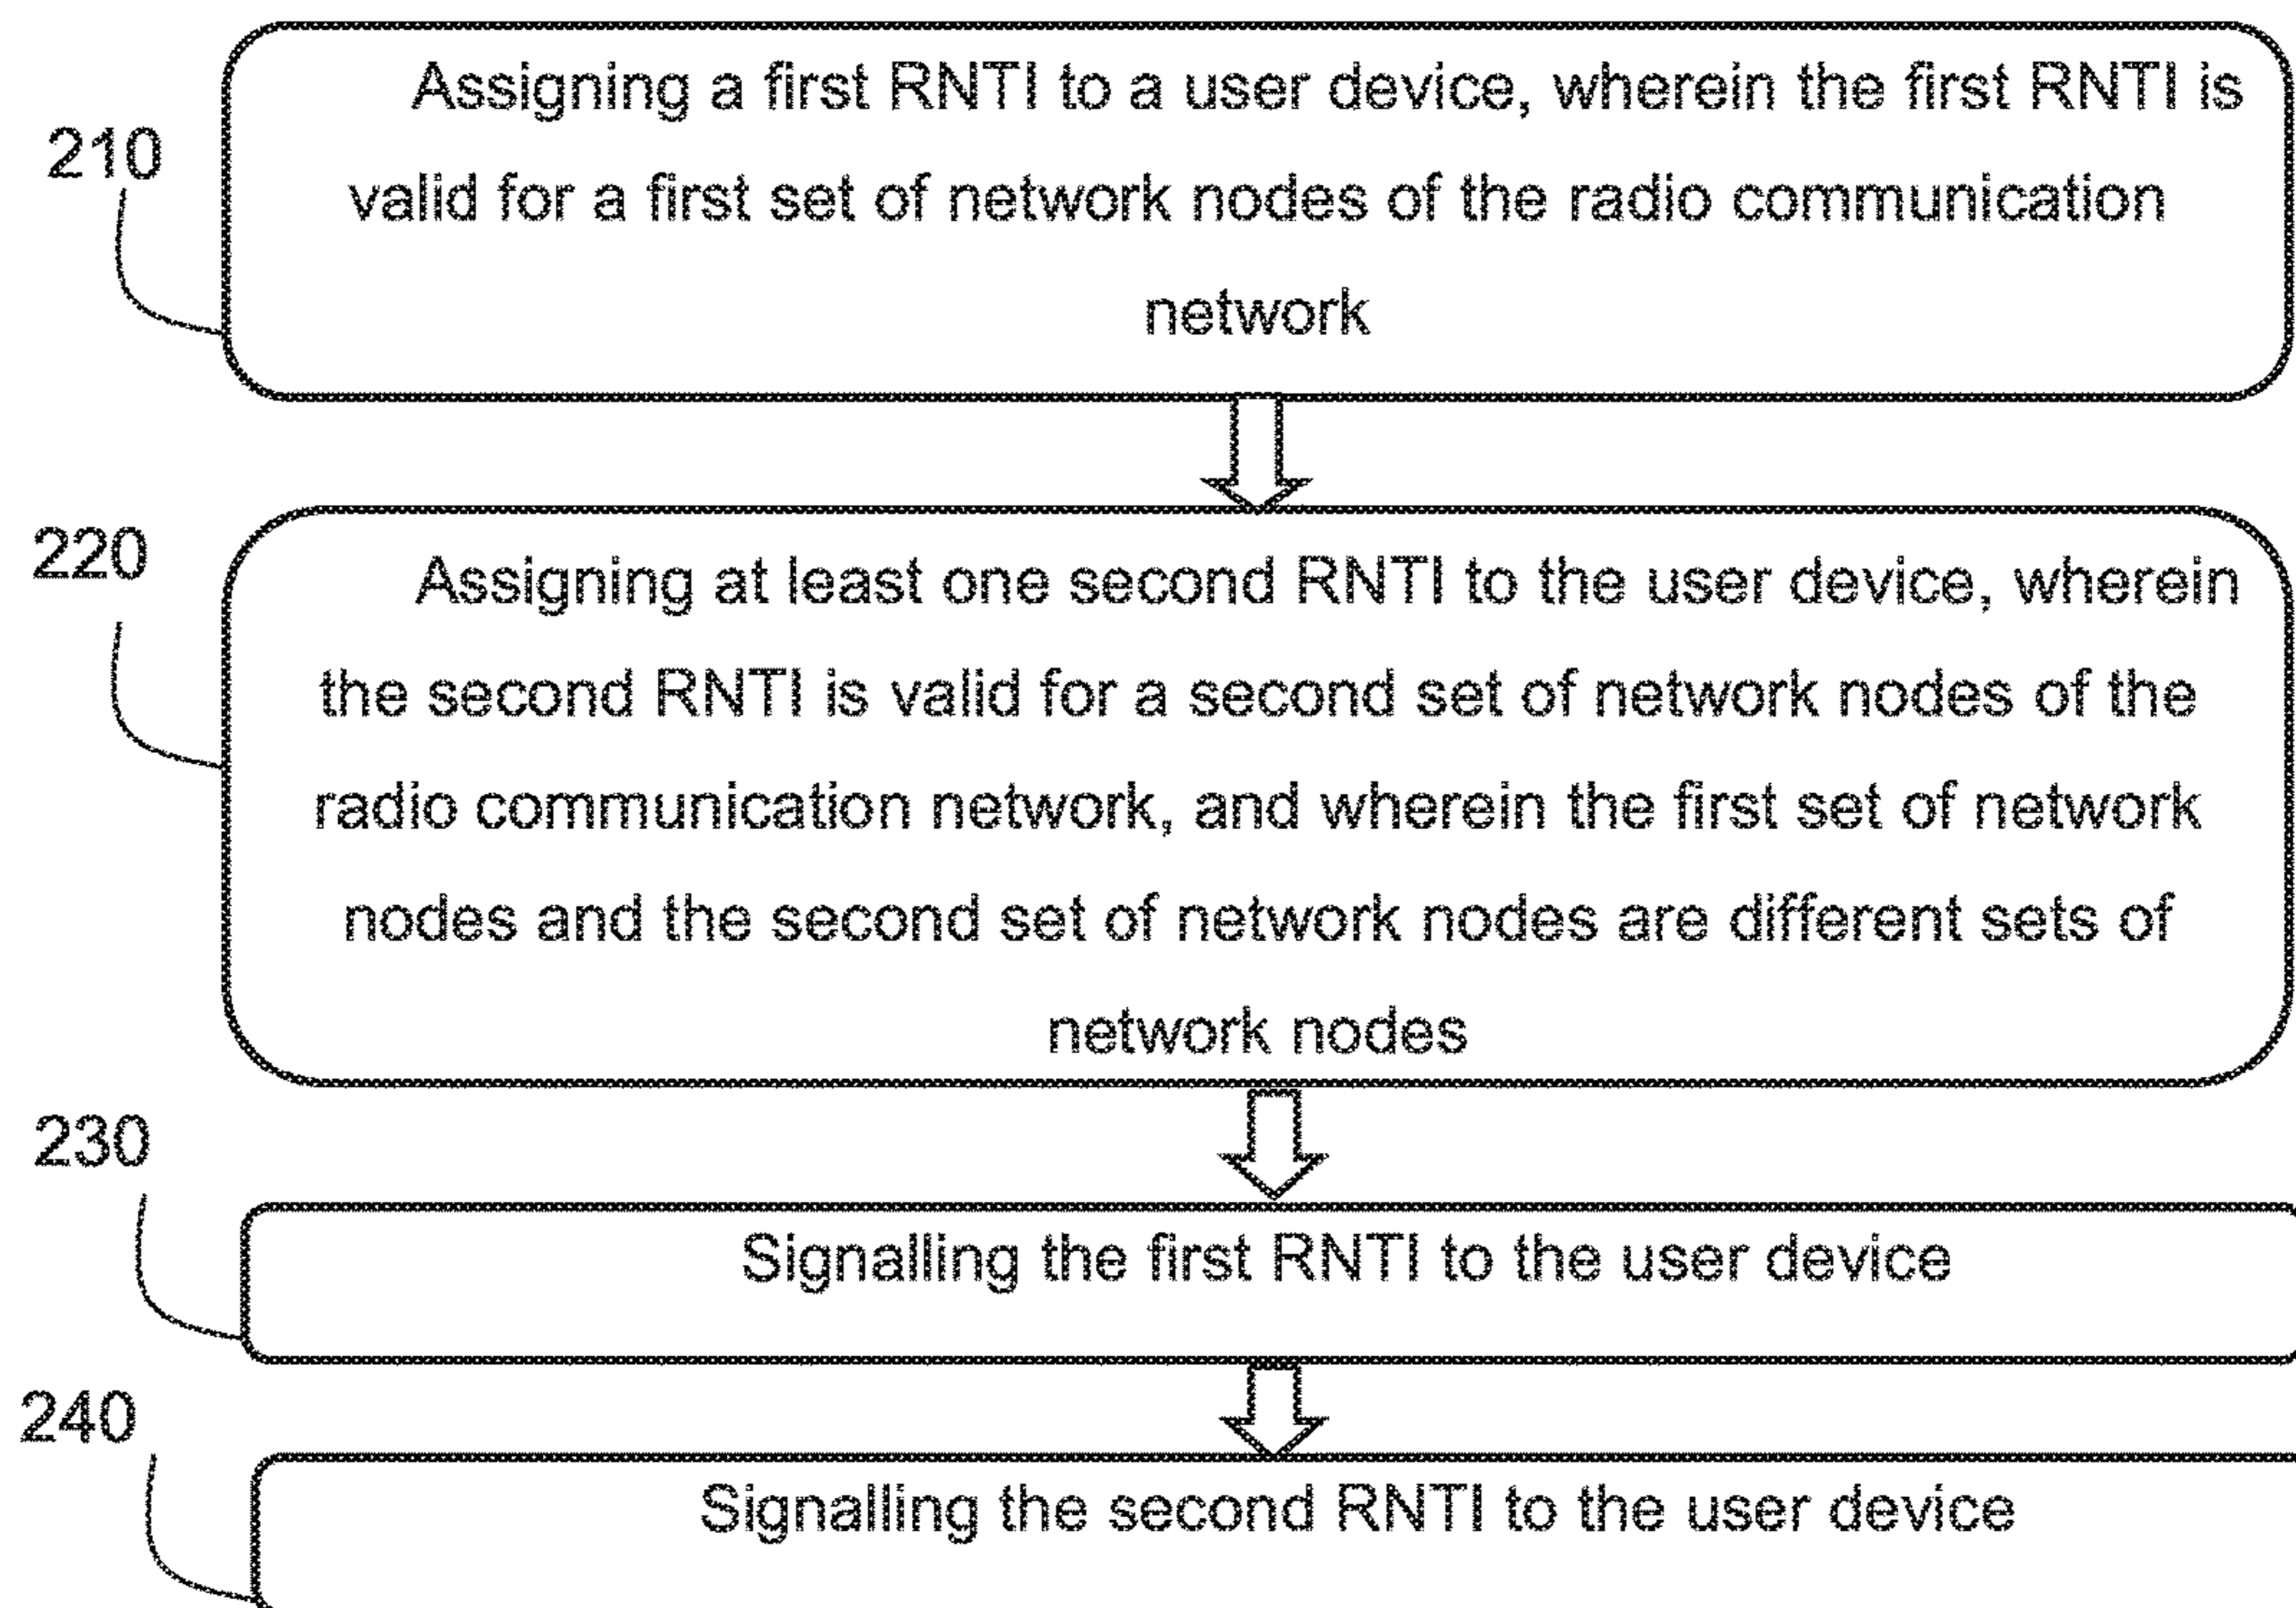 210
Assigning a first RNTI to a user device, wherein the first RNTI is
valid for a first set of network nodes of the radio communication
network
220
Assigning at least one second RNTI to the user device, wherein
the second RNTI is valid for a second set of network nodes of the
radio communication network, and wherein the first set of network
nodes and the second set of network nodes are different sets of
network nodes
230
Signalling the first RNTI to the user device
240
Signalling the second RNTI to the user device